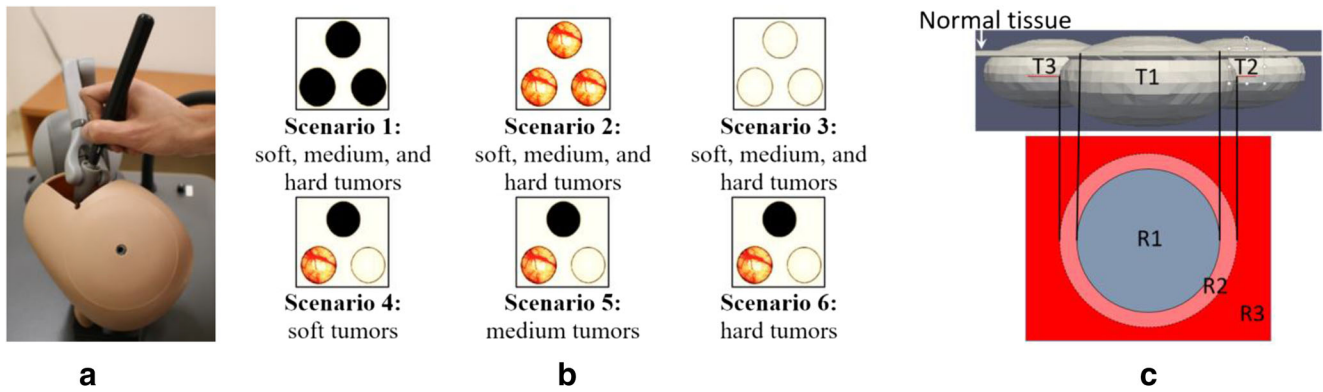 Normal tissue
T3
T1
T2
R1
R2
R3
Scenario 1:
soft, medium, and
hard tumors
Scenario 2:
soft, medium, and
hard tumors
Scenario 3:
soft, medium, and
hard tumors
Scenario 4:
soft tumors
Scenario 5:
medium tumors
Scenario 6:
hard tumors
a
b
c